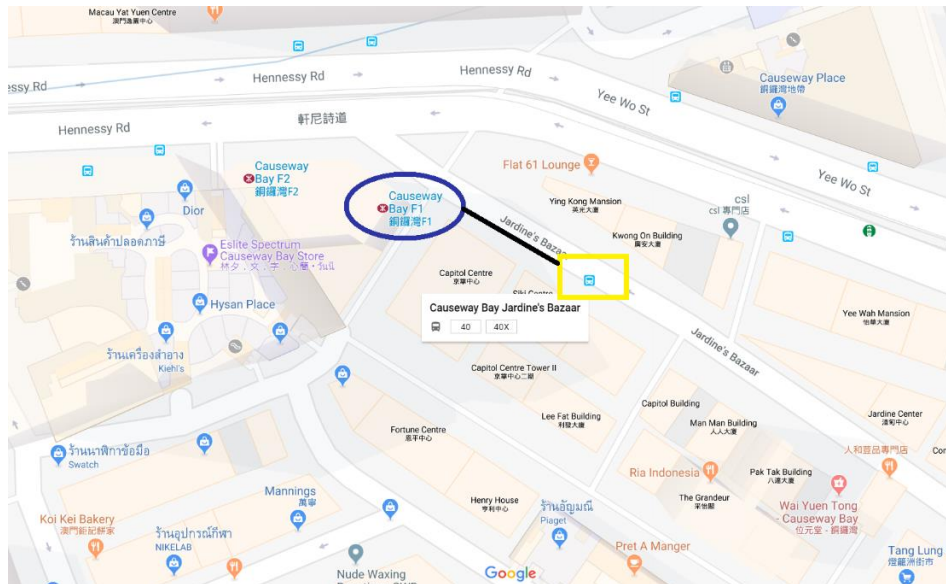 Macau Yat Yuen Centre
澳門逸園中心
Hennessy Rd
Hennessy Rd
Yee Wo St
Causeway Place
銅鑼灣地帶
Hennessy Rd
軒尼詩道
Causeway
Bay F2
銅鑼灣F2
Causeway
Bay F1
銅鑼灣F1
Flat 61 Lounge
Yee Wo St
Dior
Ying Kong Mansion
英光大廈
csl
csl 專門店
Jardine's Bazaar
Kwong On Building
ร้านสินค้าปลอดภาษี
Eslite Spectrum
Causeway Bay Store
Capitol Centre
京華中心
Hysan Place
Causeway Bay Jardine's Bazaar
40
40X
Yee Wah Mansion
怡華大廈
Jardine's Bazaar
ร้านเครื่องสำอาง
Kiehl's
Capitol Centre Tower II
京華中心二期
Capitol Building
Lee Fat Building
利發大廈
Man Man Building
人人大廈
Jardine Center
渣甸中心
Fortune Centre
恩平中心
ร้านนาฬิกาข้อมือ
Swatch
人和荳品專門店
Ria Indonesia
Pak Tak Building
八達大廈
Mannings
萬寧
Henry House
亨利中心
ร้านอัญมณี
Piaget
The Grandeur
Wai Yuen Tong
- Causeway Bay
位元堂 - 銅鑼灣
Koi Kei Bakery
澳門鉅記餅家
ร้านอุปกรณ์กีฬา
NIKELAB
Pret A Manger
Tang Lung
Nude Waxing
Google